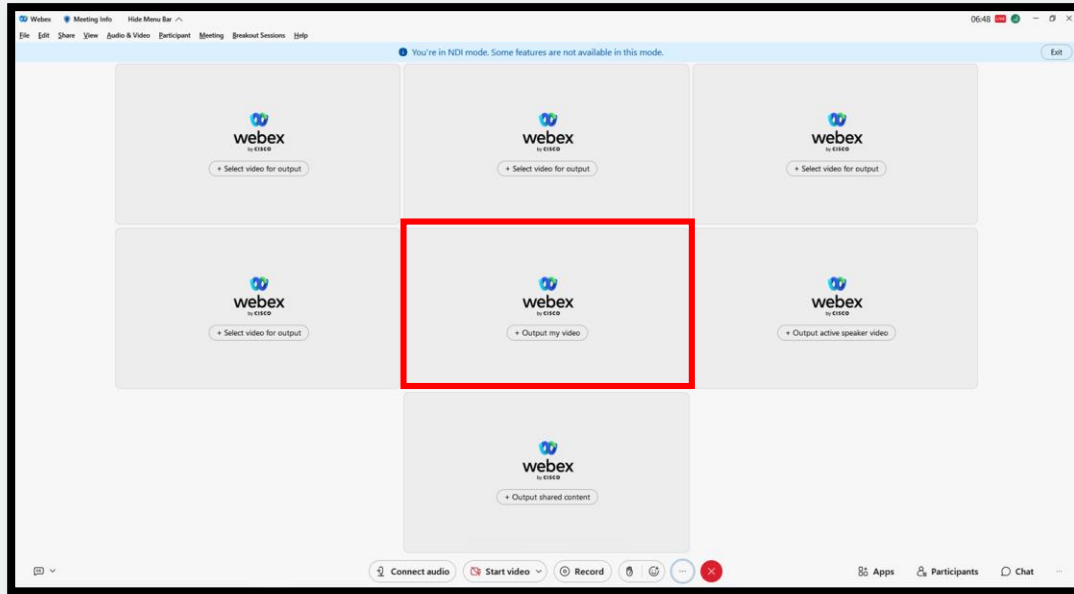 Webex Meeting Info Hide Menu Bar 06:48 LIVE
File Edit Share View Audio & Video Participant Meeting Breakout Sessions Help
You're in NDI mode. Some features are not available in this mode. Exit
webex webex webex
by CISCO by CISCO by CISCO
+ Select video for output + Select video for output + Select video for output
webex webex webex
by CISCO by CISCO by CISCO
+ Select video for output + Output my video + Output active speaker video
webex
by CISCO
+ Output shared content
Connect audio Start video Record Apps Participants Chat